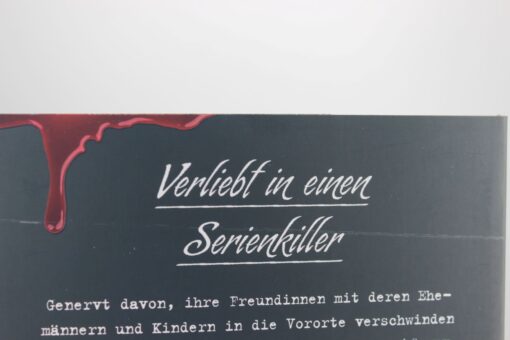 Verliebt in einen
Serienkiller
Genervt davon, ihre Freundinnen mit deren Ehe-
männern und Kindern in die Vororte verschwinden